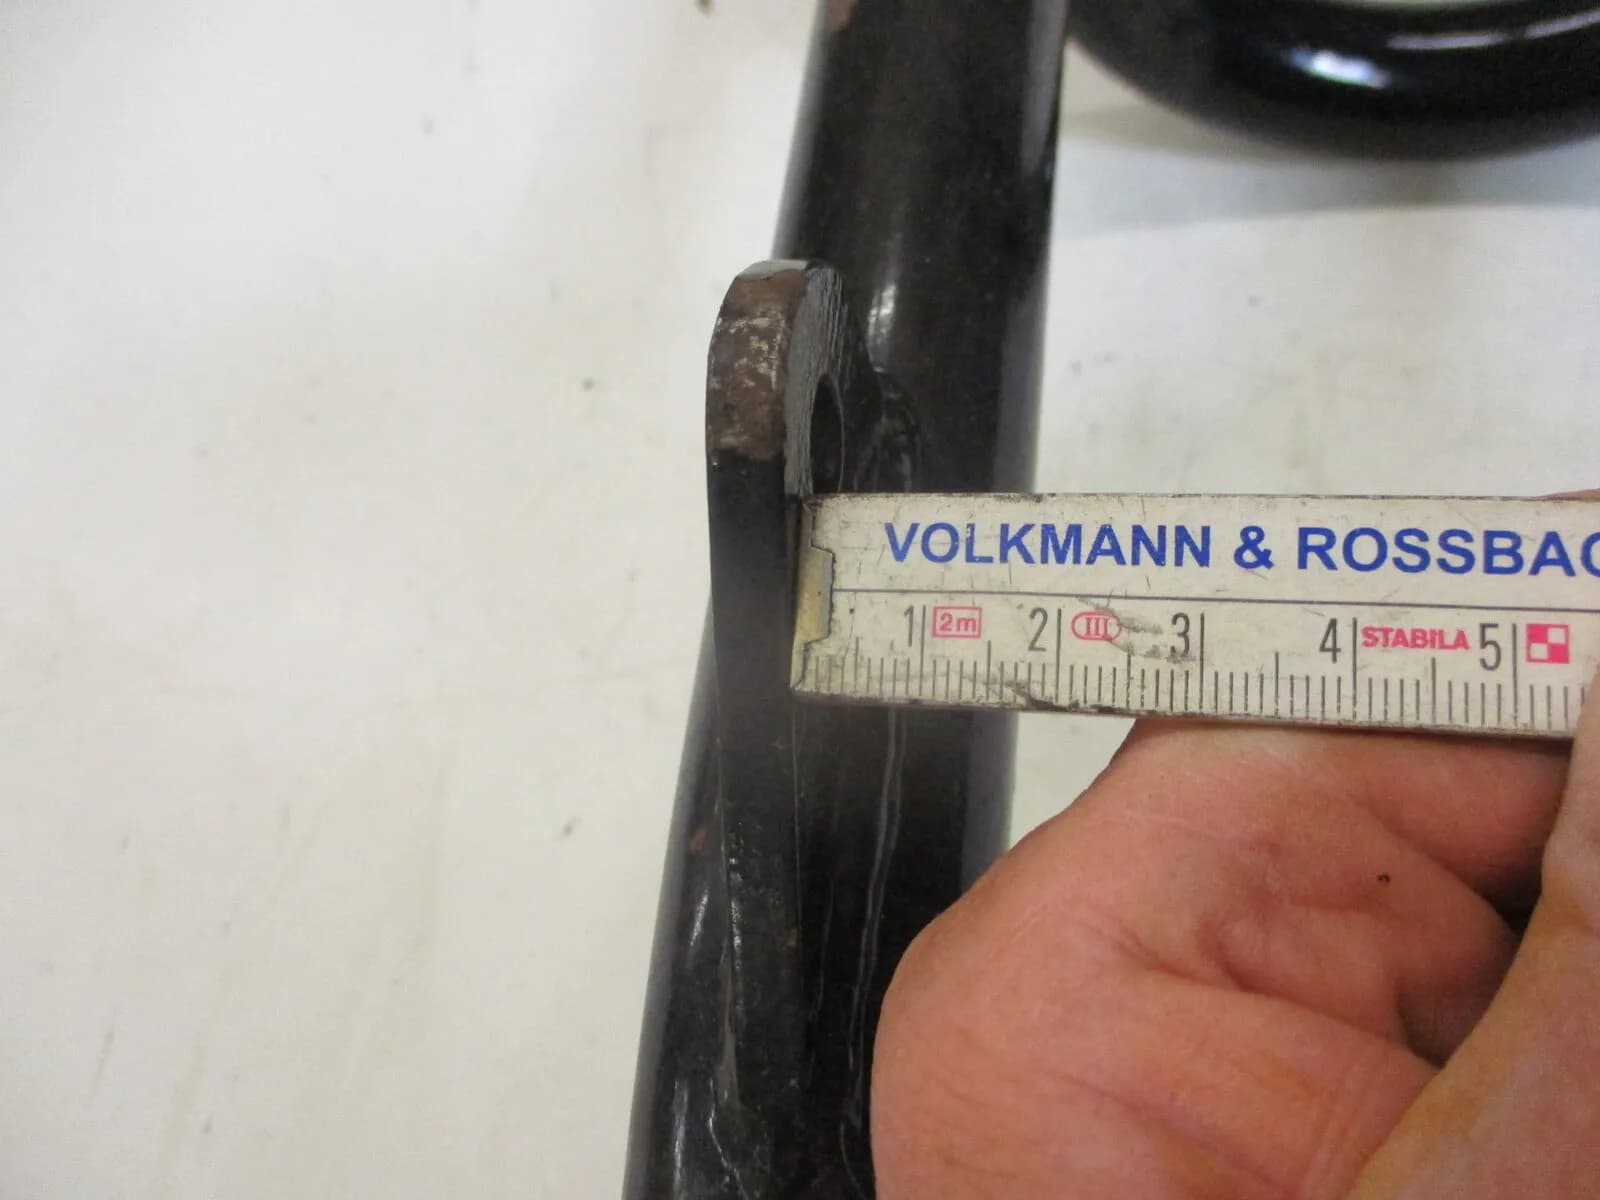 VOLKMANN & ROSSBAC
1 2m 2 III 3 4 STABILA 5